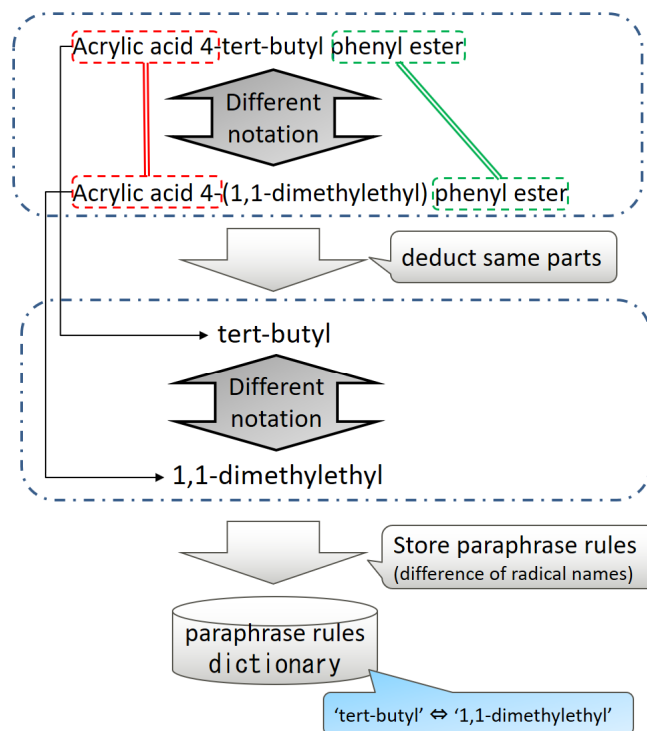 Acrylic acid 4-tert-butyl phenyl ester
Different
notation
Acrylic acid 4-(1,1-dimethylethyl) phenyl ester
deduct same parts
tert-butyl
Different
notation
1,1-dimethylethyl
Store paraphrase rules
(difference of radical names)
paraphrase rules
dictionary
‘tert-butyl’ ⇔ ‘1,1-dimethylethyl’